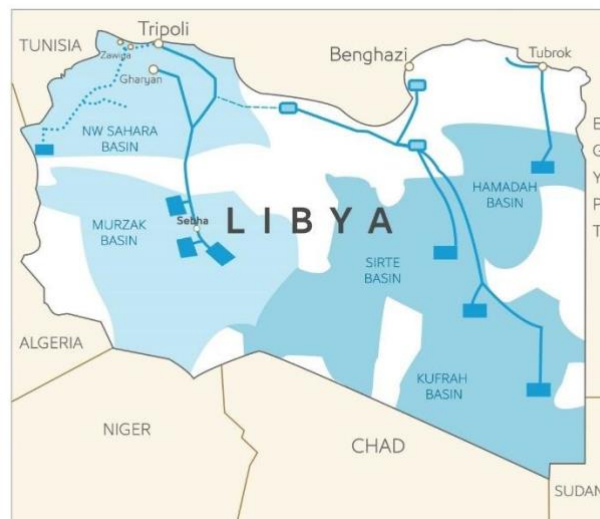 TUNISIA
Tripoli
Zawiya
Gharyan
Benghazi
Tubrok
NW SAHARA
BASIN
E
G
Y
P
T
HAMADAH
BASIN
Sebha
MURZAK
BASIN
LIBYA
SIRTE
BASIN
ALGERIA
KUFRAH
BASIN
NIGER
CHAD
SUDAN